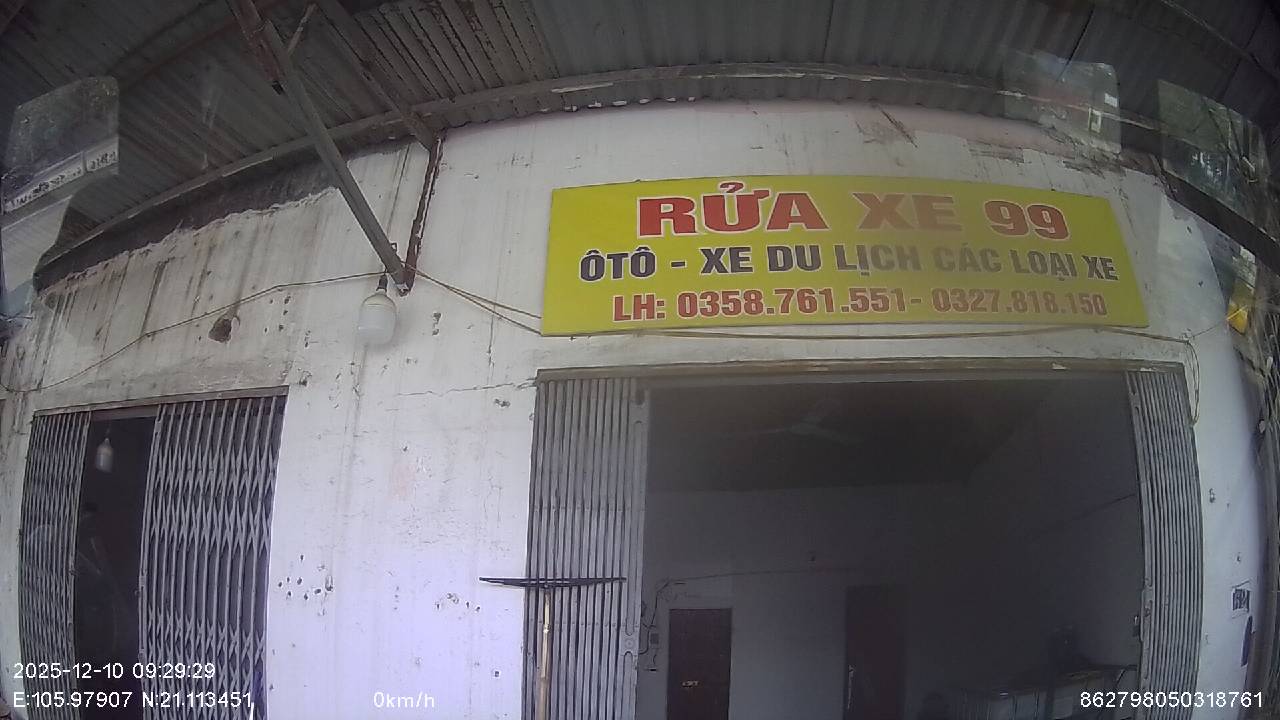 RỬA XE 99
ÔTÔ - XE DU LỊCH CÁC LOẠI XE
LH: 0358.761.551- 0327.818.150
2025-12-10 09:29:29
E:105.97907 N:21.113451
0km/h
862798050318761